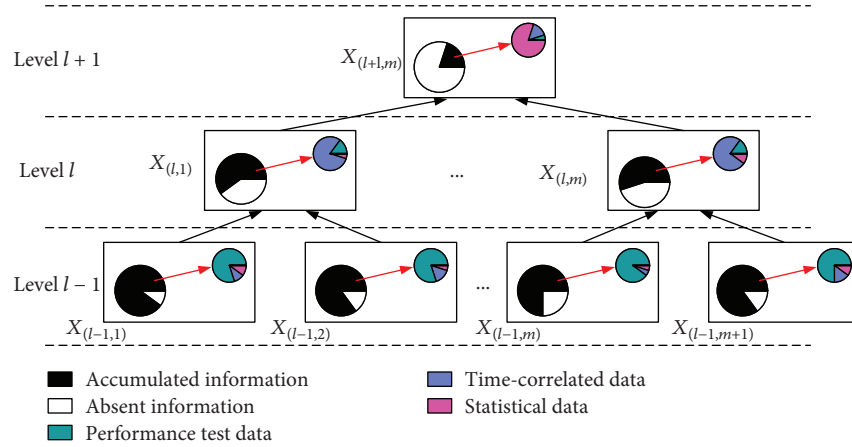 Level l + 1
X(l+1,m)
Level l
X(l,1)
...
X(l,m)
Level l – 1
...
X(l–1,1)
X(l–1,2)
X(l–1,m)
X(l–1,m+1)
Accumulated information
Absent information
Performance test data
Time-correlated data
Statistical data